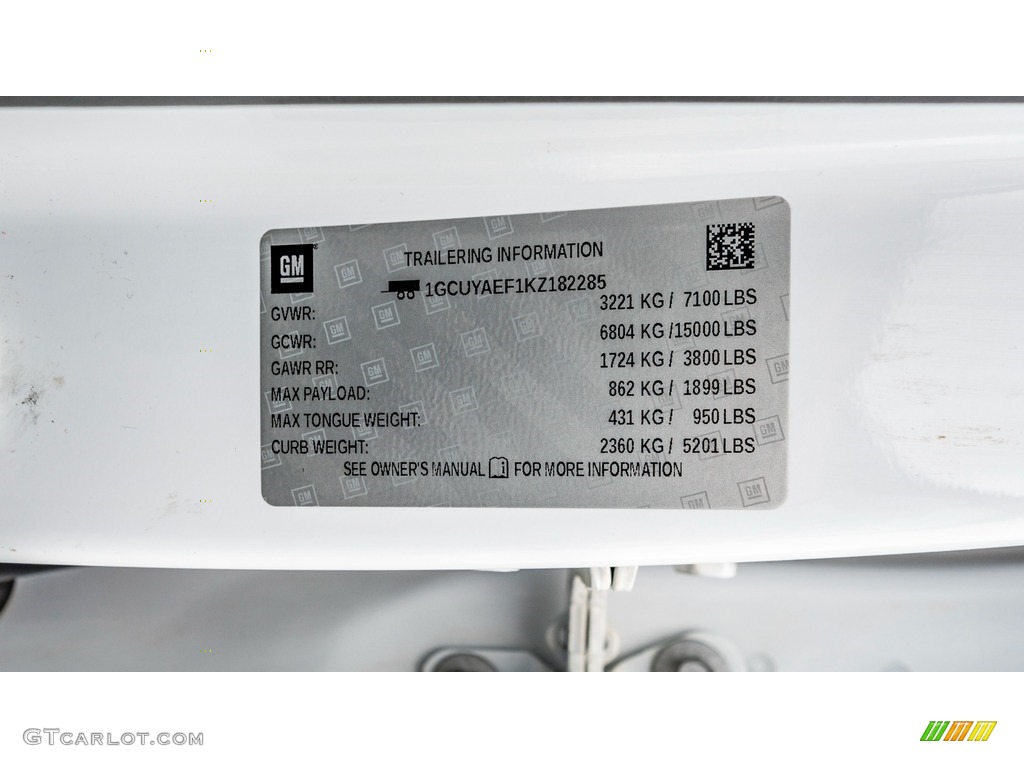 GM
TRAILERING INFORMATION
1GCUYAEF1KZ182285
GVWR: 3221 KG / 7100 LBS
GCWR: 6804 KG /15000 LBS
GAWR RR: 1724 KG / 3800 LBS
MAX PAYLOAD: 862 KG / 1899 LBS
MAX TONGUE WEIGHT: 431 KG / 950 LBS
CURB WEIGHT: 2360 KG / 5201 LBS
SEE OWNER'S MANUAL FOR MORE INFORMATION
GTCARLOT.COM